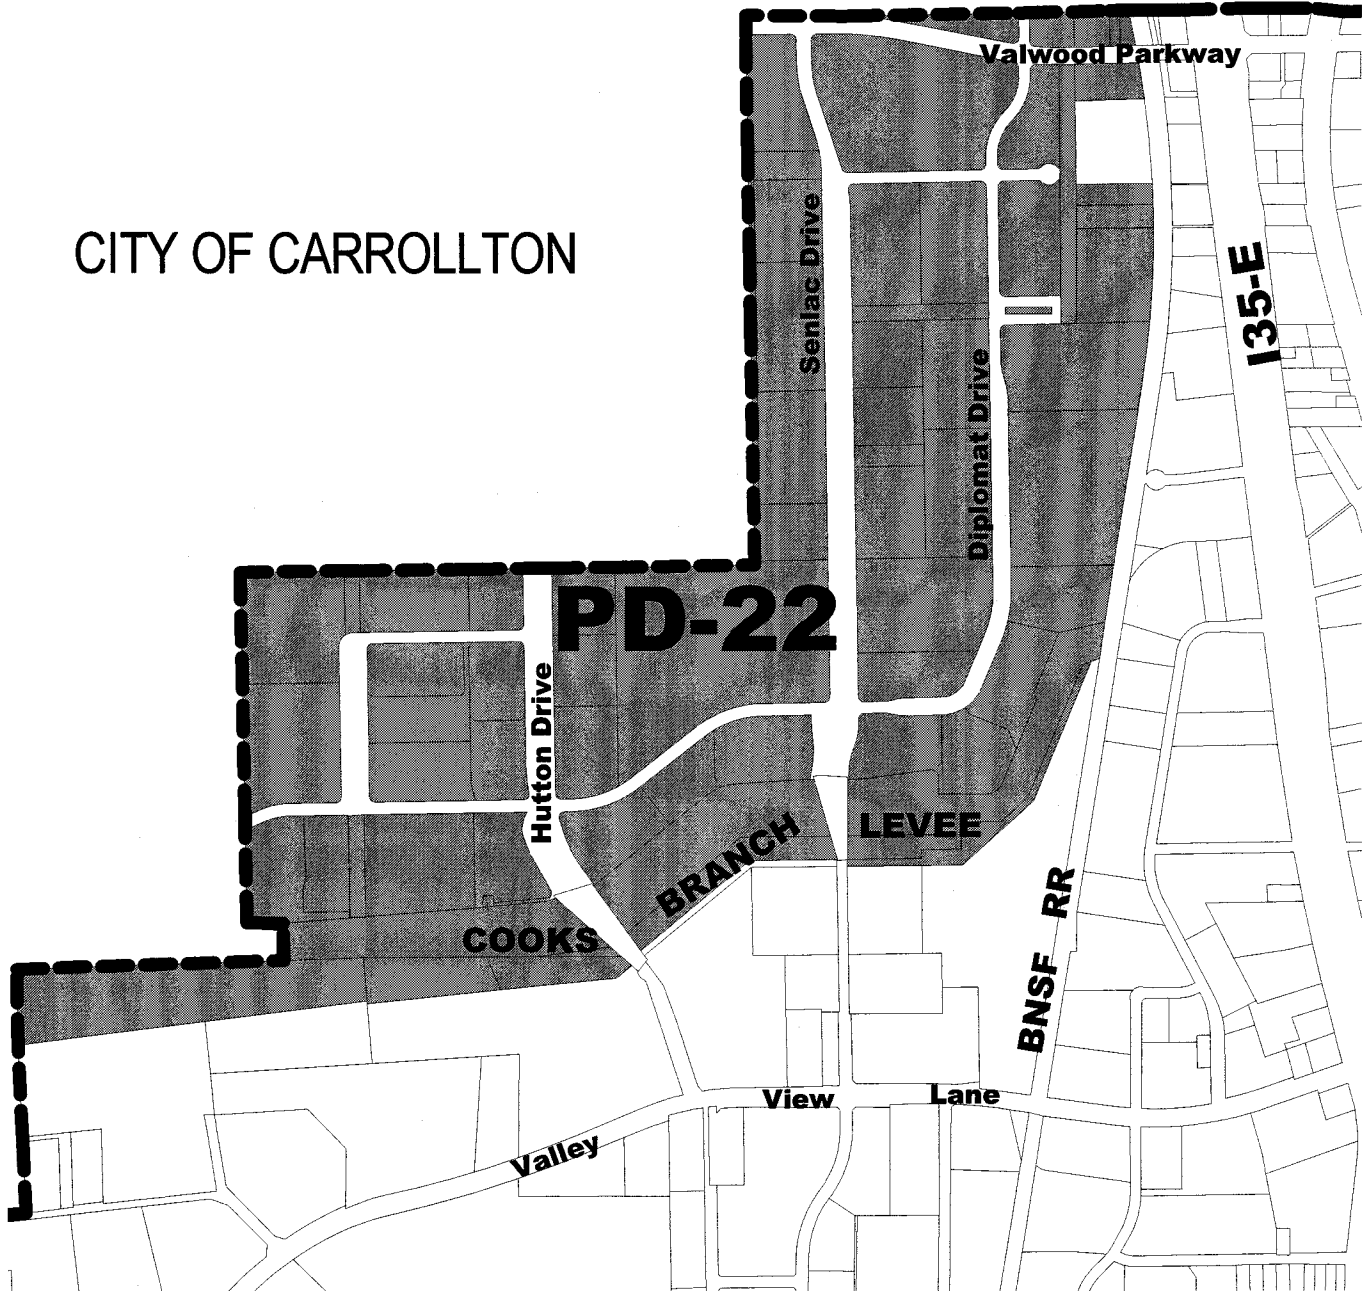 Valwood Parkway
CITY OF CARROLLTON
Senlac Drive
I35-E
Diplomat Drive
PD-22
Hutton Drive
BRANCH
LEVEE
COOKS
BNSF RR
View
Lane
Valley